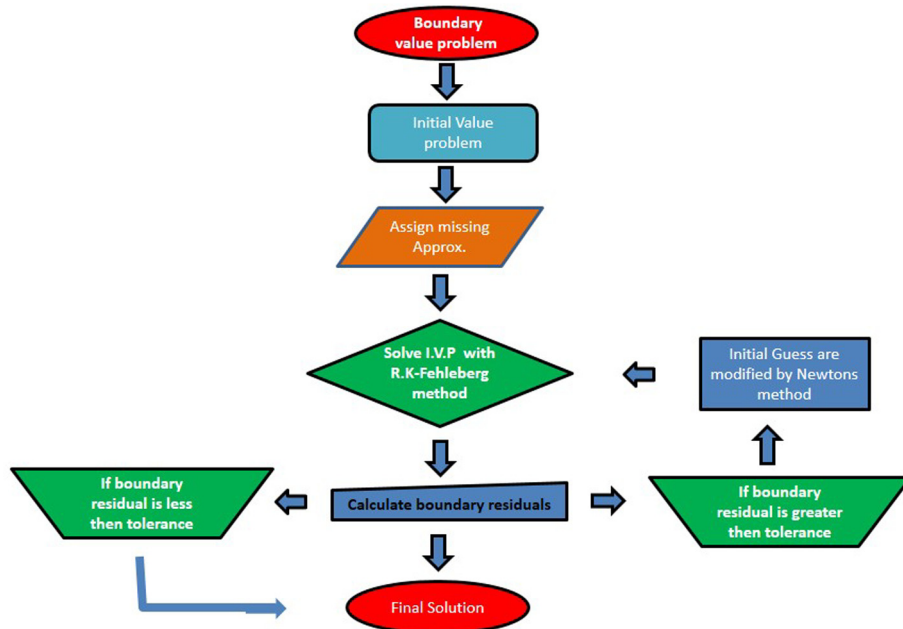 Boundary
value problem
Initial Value
problem
Assign missing
Approx.
Solve I.V.P with
R.K-Fehleberg
method
Initial Guess are
modified by Newtons
method
If boundary
residual is less
then tolerance
Calculate boundary residuals
If boundary
residual is greater
then tolerance
Final Solution